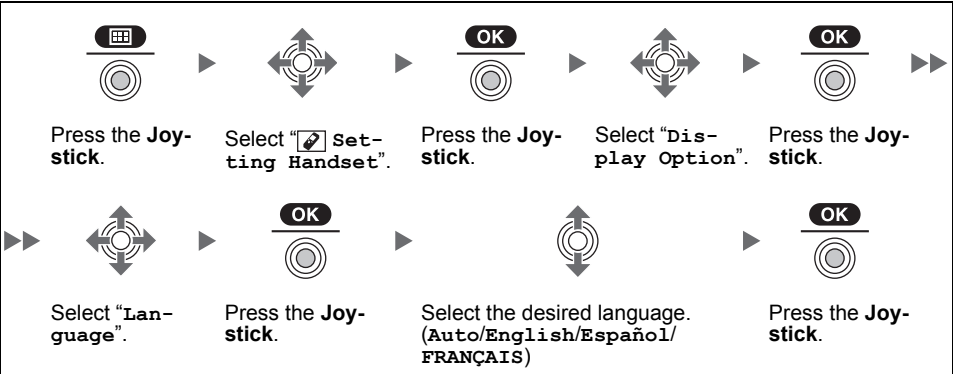 OK
OK
Press the Joy-
stick.
Select “Set-
ting Handset”.
Press the Joy-
stick.
Select “Dis-
play Option”.
Press the Joy-
stick.
OK
OK
Select “Lan-
guage”.
Press the Joy-
stick.
Select the desired language.
(Auto/English/Español/
FRANÇAIS)
Press the Joy-
stick.